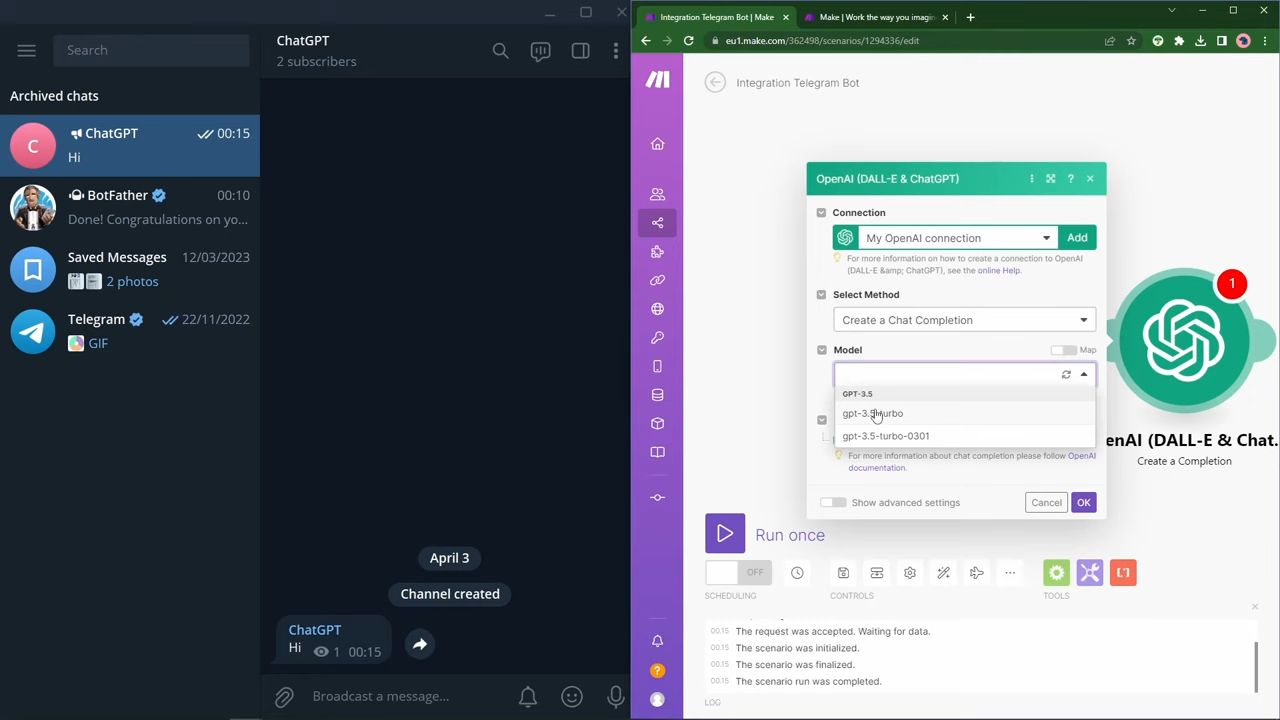 Search
Archived chats
ChatGPT
00:15
Hi
BotFather
00:10
Done! Congratulations on yo...
Saved Messages
12/03/2023
2 photos
Telegram
22/11/2022
GIF
ChatGPT
2 subscribers
April 3
Channel created
ChatGPT
Hi
1 00:15
Broadcast a message...
Integration Telegram Bot | Make
Make | Work the way you imagin
eu1.make.com/362498/scenarios/1294336/edit
Integration Telegram Bot
OpenAI (DALL-E & ChatGPT)
Connection
My OpenAI connection
Add
For more information on how to create a connection to OpenAI
(DALL-E &amp; ChatGPT), see the online Help.
Select Method
Create a Chat Completion
Model
Map
GPT-3.5
gpt-3.5-turbo
gpt-3.5-turbo-0301
For more information about chat completion please follow OpenAI
documentation.
Show advanced settings
Cancel
OK
1
enAI (DALL-E & Chat.
Create a Completion
Run once
OFF
SCHEDULING
CONTROLS
TOOLS
00:15 The request was accepted. Waiting for data.
00:15 The scenario was initialized.
00:15 The scenario was finalized.
00:15 The scenario run was completed.
LOG